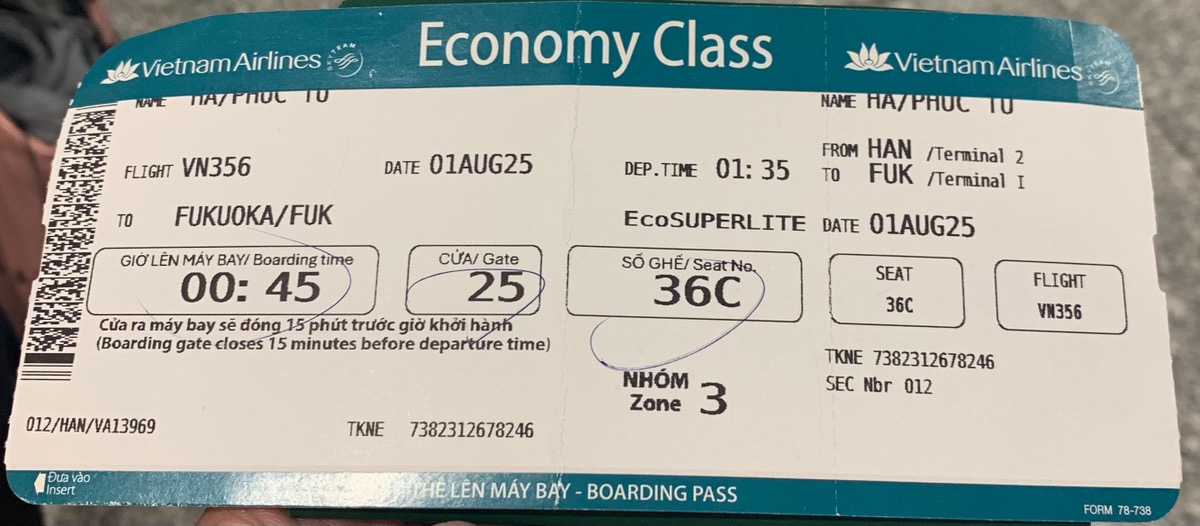 Economy Class
Vietnam Airlines SKYTEAM
Vietnam Airlines
NAME HA/PHUC TU
NAME HA/PHUC TU
FLIGHT VN356 DATE 01AUG25 DEP.TIME 01: 35
FROM HAN /Terminal 2
TO FUK /Terminal I
TO FUKUOKA/FUK EcoSUPERLITE
DATE 01AUG25
GIỜ LÊN MÁY BAY/ Boarding time
00: 45
CỬA/ Gate
25
SỐ GHẾ/ Seat No.
36C
SEAT
36C
FLIGHT
VN356
Cửa ra máy bay sẽ đóng 15 phút trước giờ khởi hành
(Boarding gate closes 15 minutes before departure time)
NHÓM
Zone 3
TKNE 7382312678246
SEC Nbr 012
012/HAN/VA13969 TKNE 7382312678246
Đưa vào
Insert
THẺ LÊN MÁY BAY - BOARDING PASS
FORM 78-738